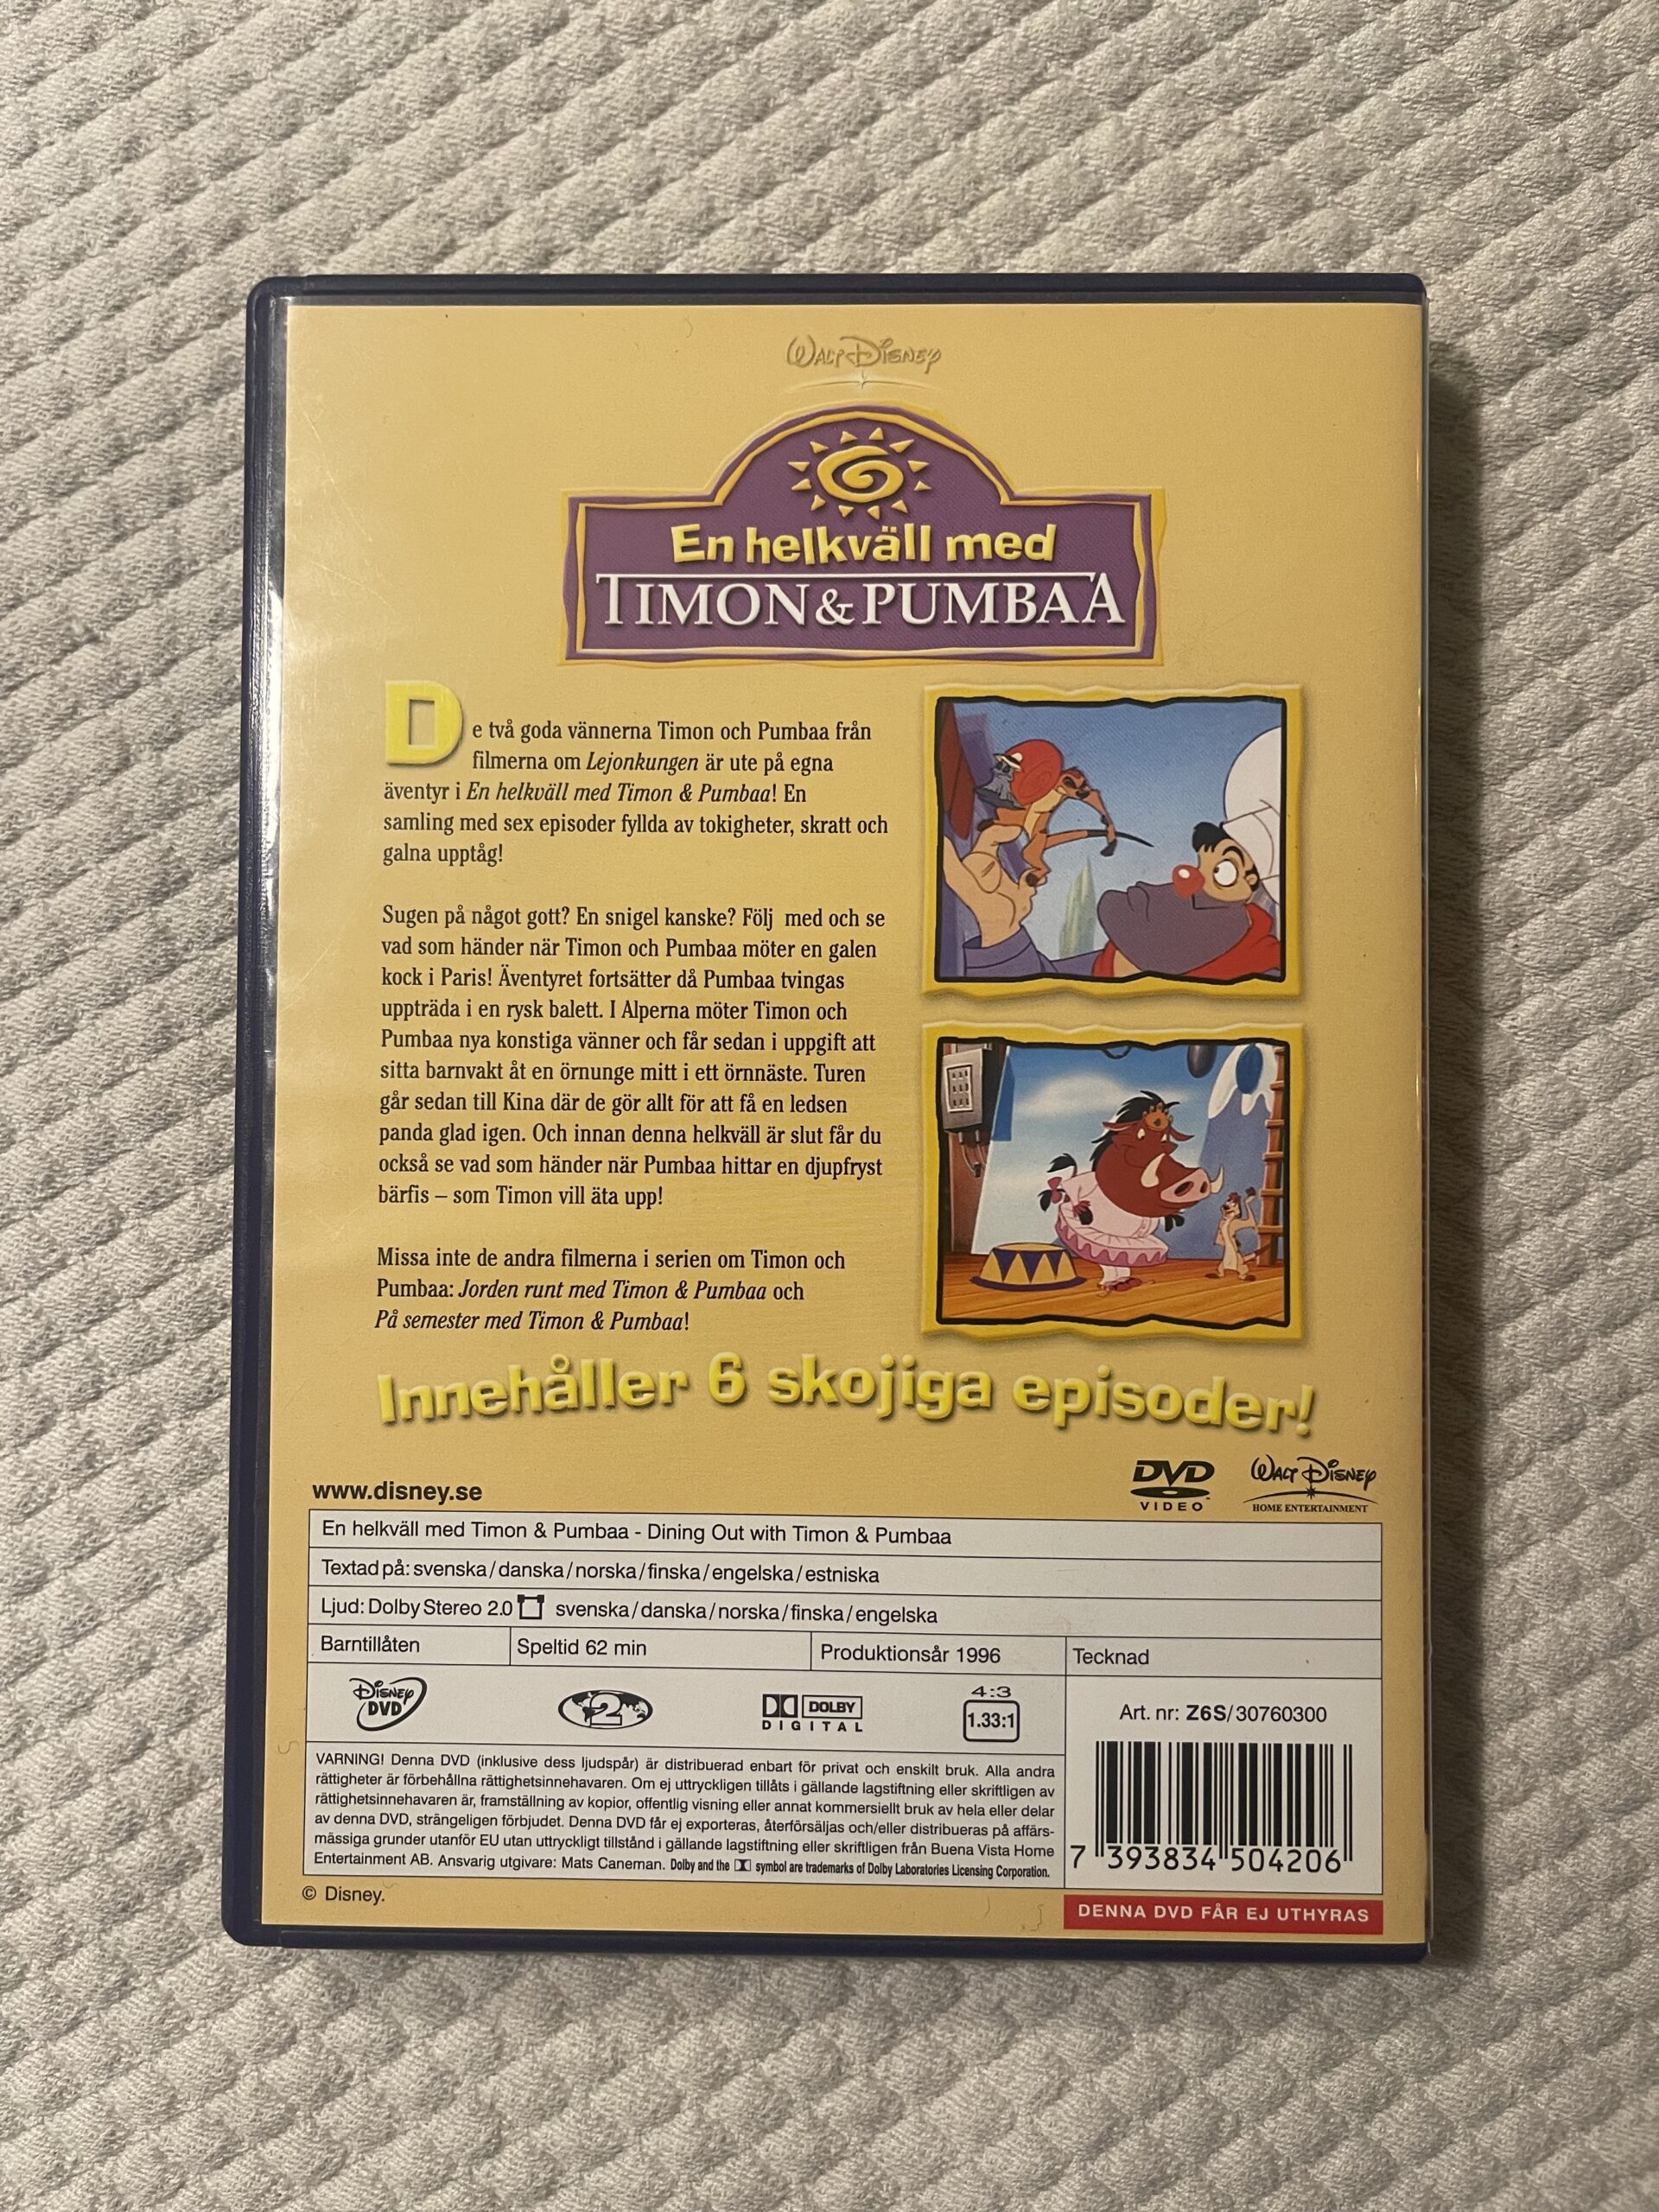 WALT DISNEY
En helkväll med
TIMON & PUMBAA
De två goda vännerna Timon och Pumbaa från
filmerna om Lejonkungen är ute på egna
äventyr i En helkväll med Timon & Pumbaa! En
samling med sex episoder fyllda av tokigheter, skratt och
galna upptåg!
Sugen på något gott? En snigel kanske? Följ med och se
vad som händer när Timon och Pumbaa möter en galen
kock i Paris! Äventyret fortsätter då Pumbaa tvingas
uppträda i en rysk balett. I Alperna möter Timon och
Pumbaa nya konstiga vänner och får sedan i uppgift att
sitta barnvakt åt en örnunge mitt i ett örnnäste. Turen
går sedan till Kina där de gör allt för att få en ledsen
panda glad igen. Och innan denna helkväll är slut får du
också se vad som händer när Pumbaa hittar en djupfryst
bärfis – som Timon vill äta upp!
Missa inte de andra filmerna i serien om Timon och
Pumbaa: Jorden runt med Timon & Pumbaa och
På semester med Timon & Pumbaa!
Innehåller 6 skojiga episoder!
www.disney.se
DVD
VIDEO
WALT DISNEY
HOME ENTERTAINMENT
En helkväll med Timon & Pumbaa - Dining Out with Timon & Pumbaa
Textad på: svenska/danska/norska/finska/engelska/estniska
Ljud: Dolby Stereo 2.0 svenska/danska/norska/finska/engelska
Barntillåten
Speltid 62 min
Produktionsår 1996
Tecknad
DISNEY
DVD
2
DOLBY
DIGITAL
4:3
1.33:1
Art. nr: Z6S/30760300
VARNING! Denna DVD (inklusive dess ljudspår) är distribuerad enbart för privat och enskilt bruk. Alla andra
rättigheter är förbehållna rättighetsinnehavaren. Om ej uttryckligen tillåts i gällande lagstiftning eller skriftligen av
rättighetsinnehavaren är, framställning av kopior, offentlig visning eller annat kommersiellt bruk av hela eller delar
av denna DVD, strängeligen förbjudet. Denna DVD får ej exporteras, återförsäljas och/eller distribueras på affärs-
mässiga grunder utanför EU utan uttryckligt tillstånd i gällande lagstiftning eller skriftligen från Buena Vista Home
Entertainment AB. Ansvarig utgivare: Mats Caneman. Dolby and the symbol are trademarks of Dolby Laboratories Licensing Corporation.
7 393834 504206
© Disney.
DENNA DVD FÅR EJ UTHYRAS